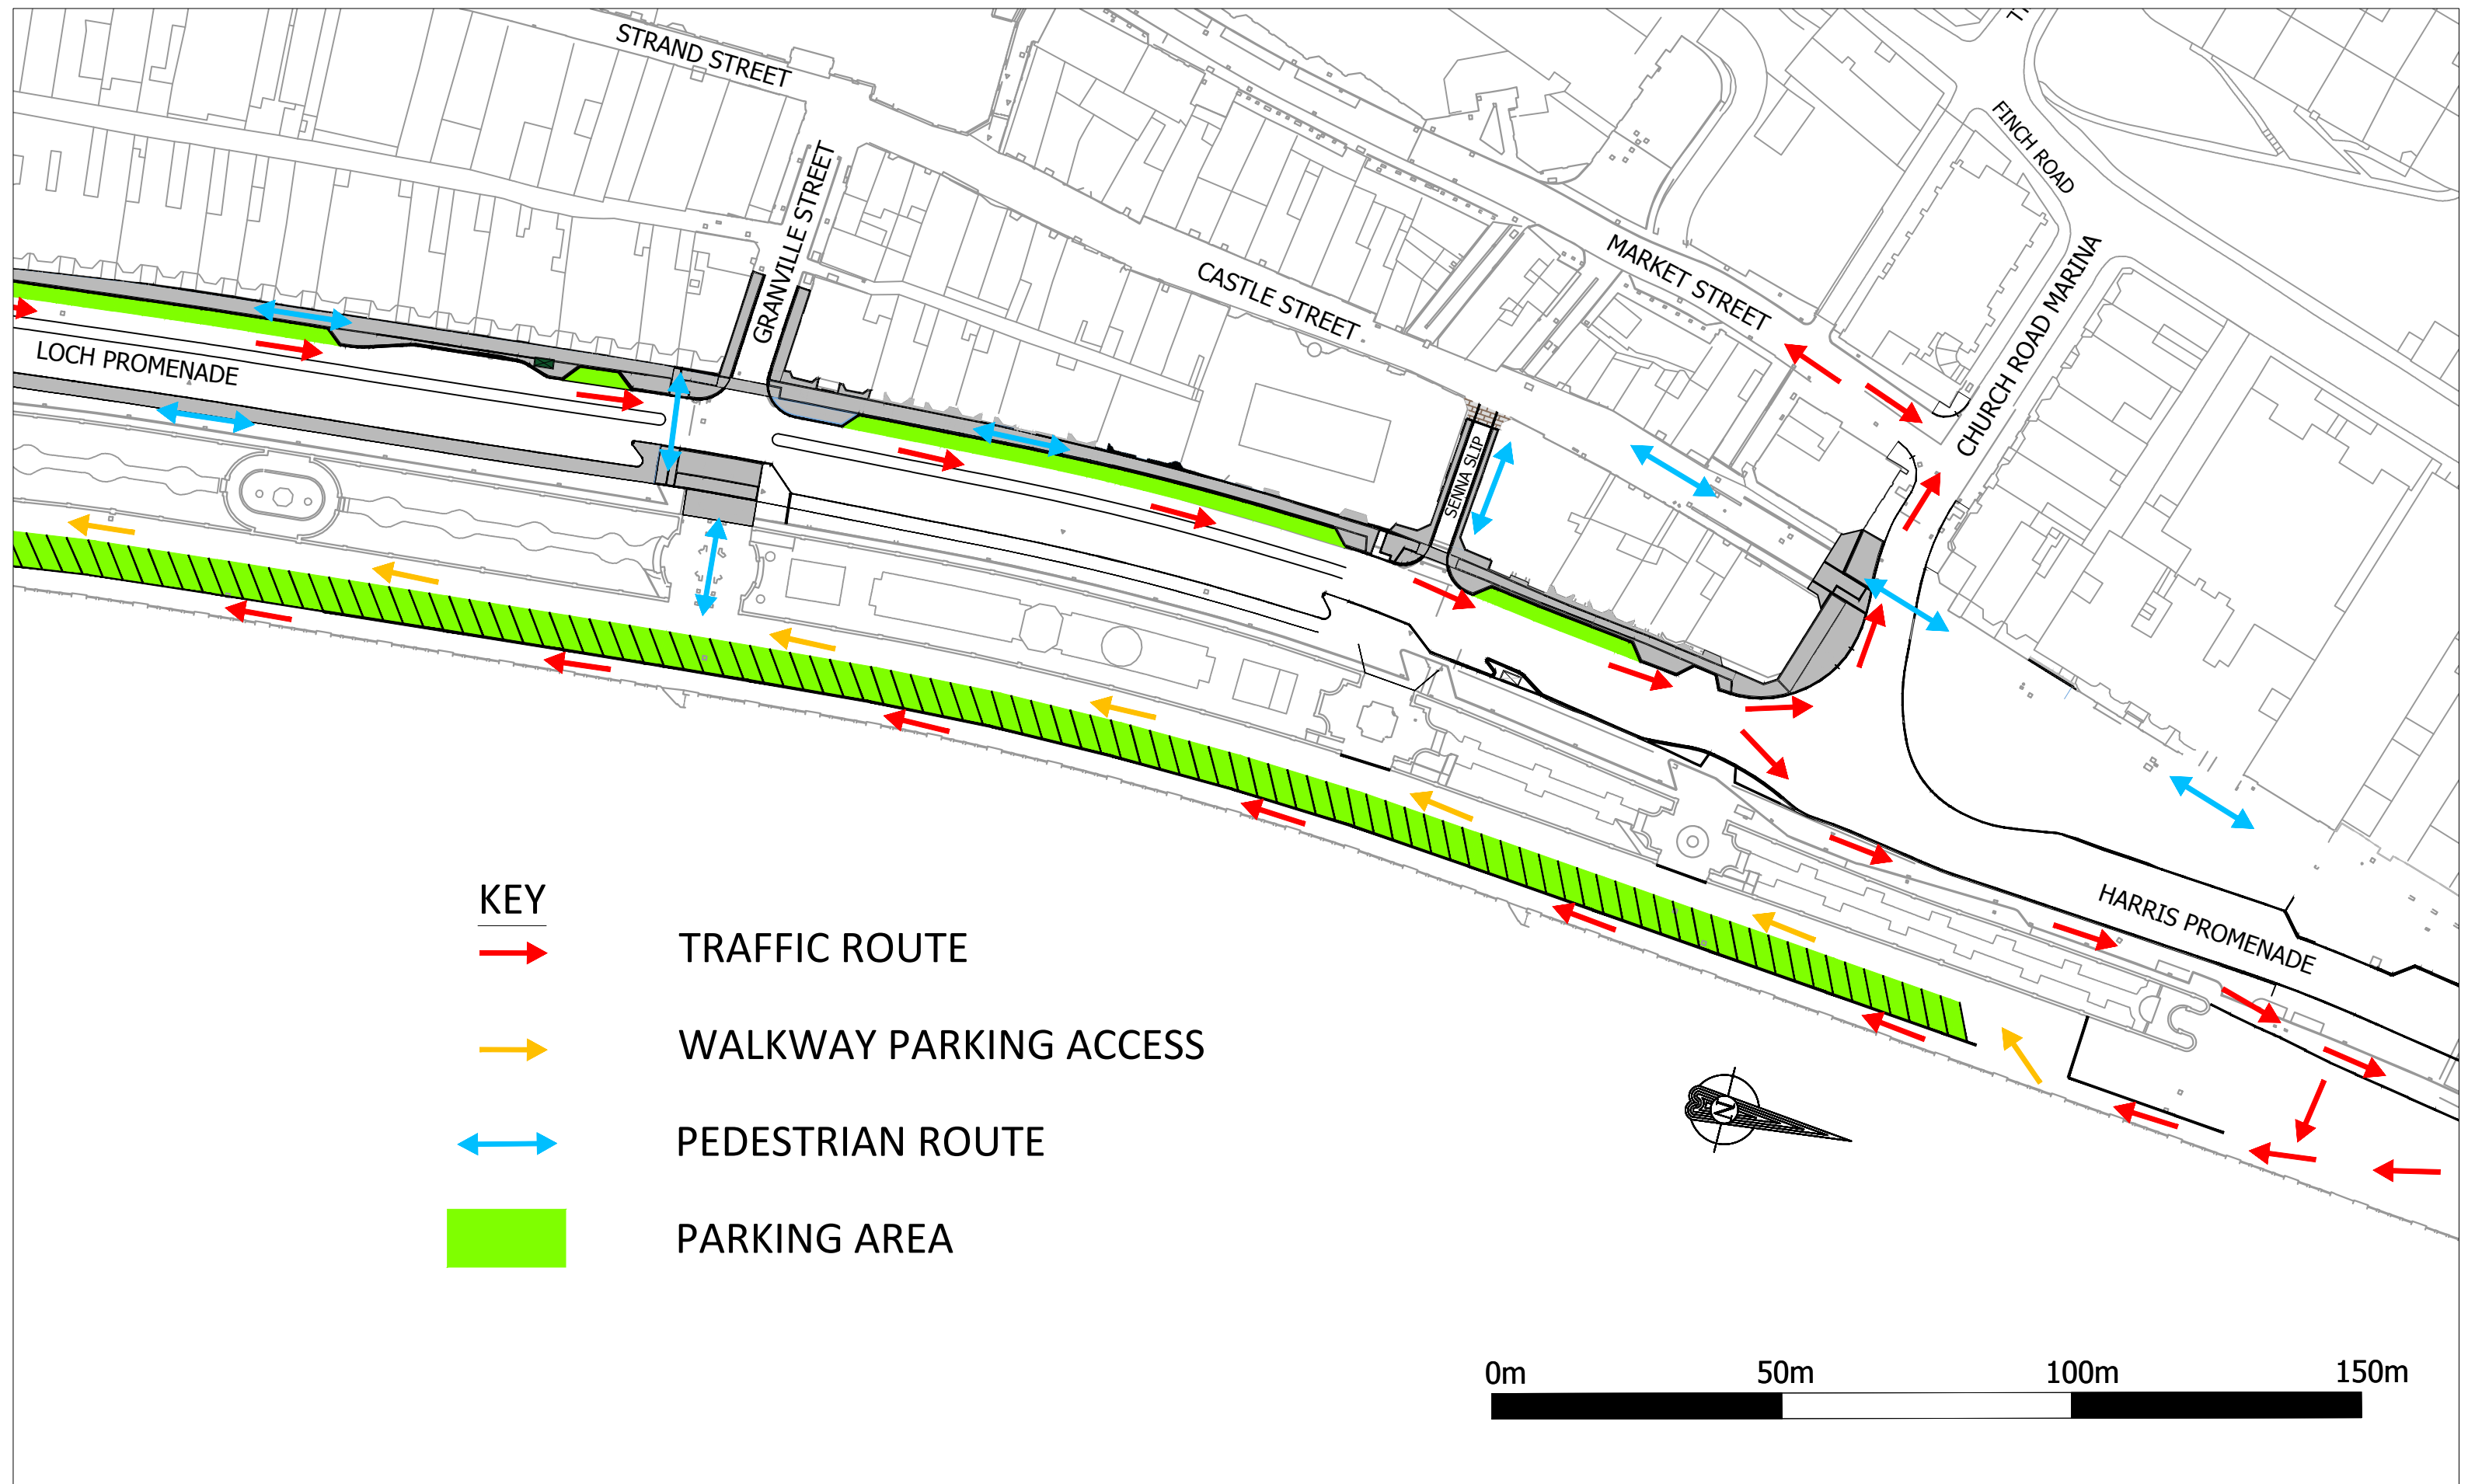 STRAND STREET
FINCH ROAD
GRANVILLE STREET
MARKET STREET
CASTLE STREET
CHURCH ROAD MARINA
LOCH PROMENADE
SENNA SLIP
HARRIS PROMENADE
KEY
TRAFFIC ROUTE
WALKWAY PARKING ACCESS
PEDESTRIAN ROUTE
PARKING AREA
N
0m 50m 100m 150m